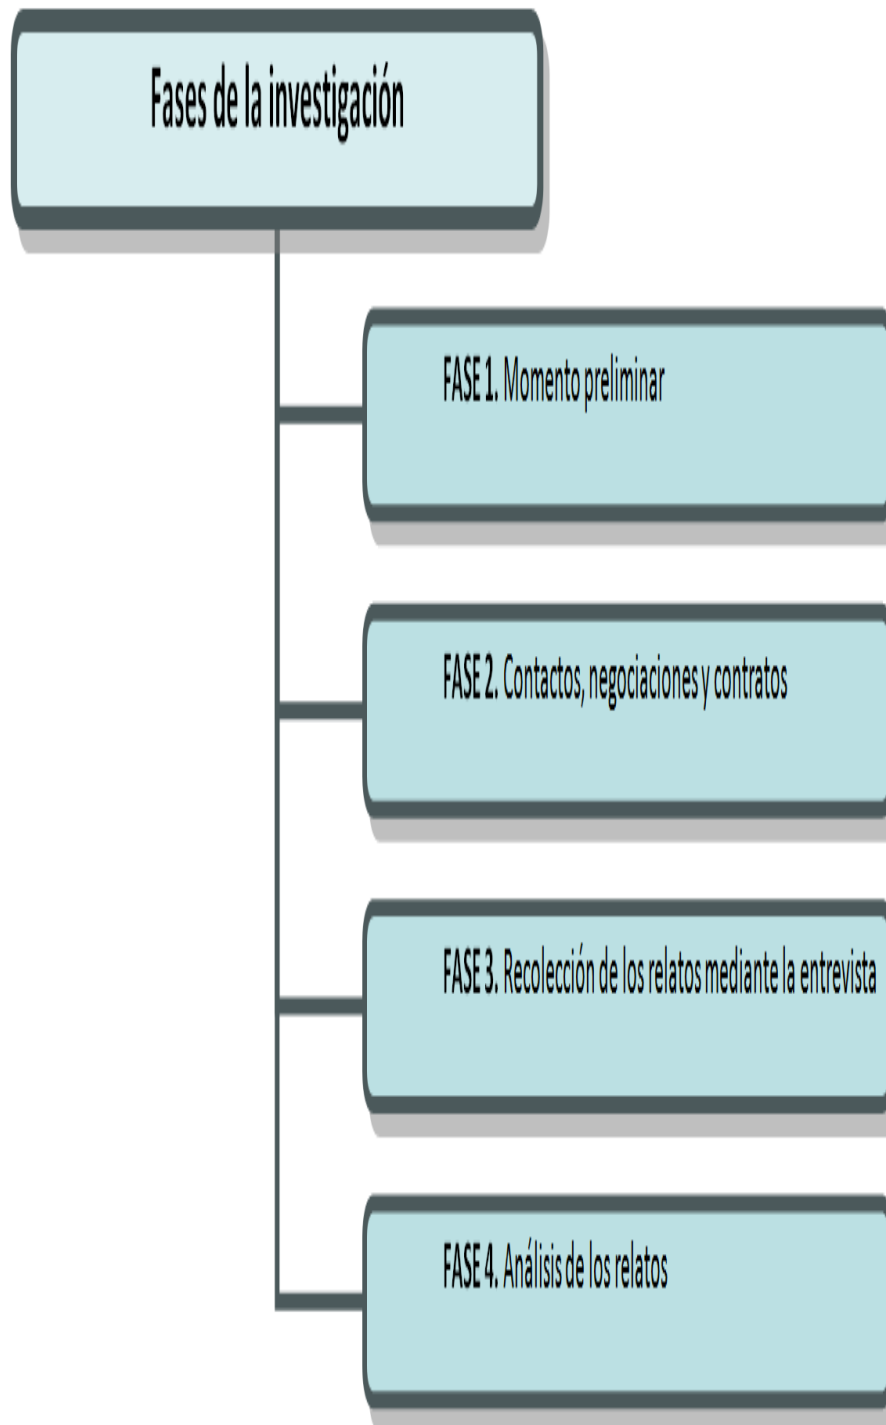 Fases de la investigación
FASE 1. Momento preliminar
FASE 2. Contactos, negociaciones y contratos
FASE 3. Recolección de los relatos mediante la entrevista
FASE 4. Análisis de los relatos